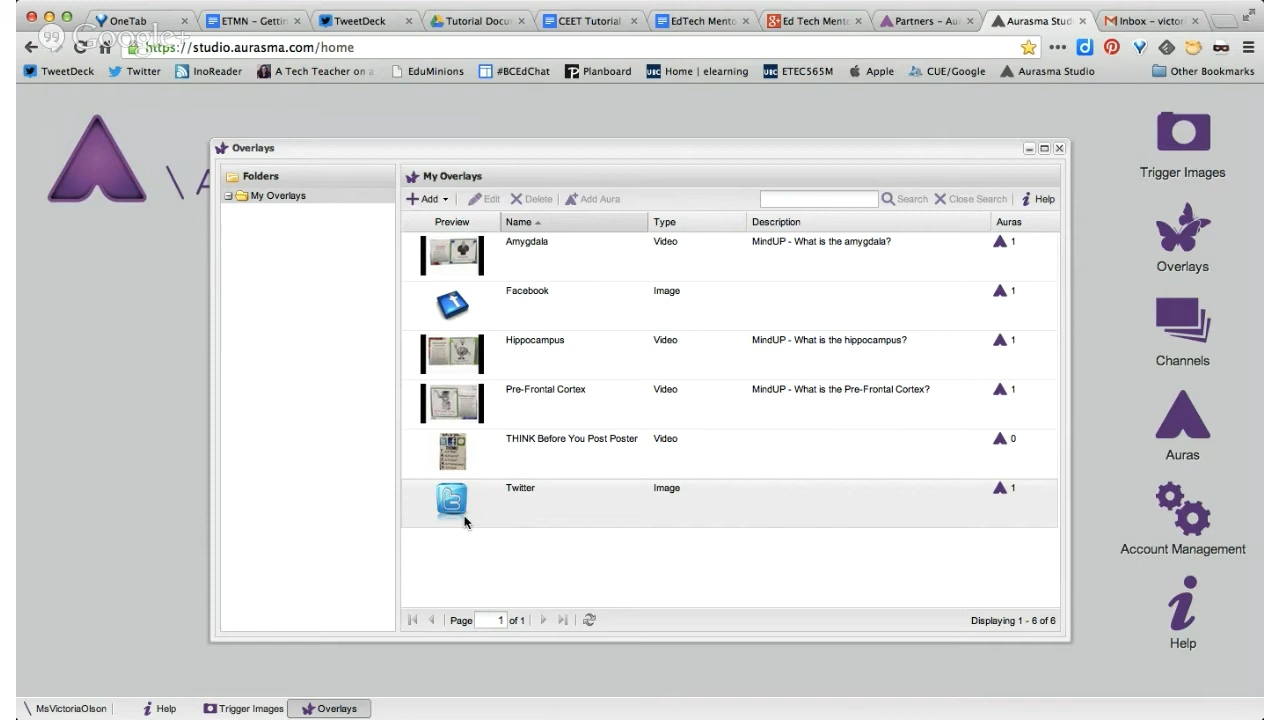 OneTab
ETMN – Gettin
TweetDeck
Tutorial Docu
CEET Tutorial
EdTech Mento
Ed Tech Mento
Partners – Au
Aurasma Stud
Inbox – victor
Google+
https://studio.aurasma.com/home
TweetDeck
Twitter
InoReader
A Tech Teacher on a
EduMinions
#BCEdChat
Planboard
UBC Home | elearning
UBC ETEC565M
Apple
CUE/Google
Aurasma Studio
Other Bookmarks
\ A
Overlays
Folders
My Overlays
My Overlays
Add
Edit
Delete
Add Aura
Search
Close Search
Help
Preview Name Type Description Auras
Amygdala Video MindUP - What is the amygdala? 1
Facebook Image 1
Hippocampus Video MindUP - What is the hippocampus? 1
Pre-Frontal Cortex Video MindUP - What is the Pre-Frontal Cortex? 1
THINK Before You Post Poster Video 0
Twitter Image 1
Page 1 of 1
Displaying 1 - 6 of 6
Trigger Images
Overlays
Channels
Auras
Account Management
Help
\ MsVictoriaOlson
Help
Trigger Images
Overlays